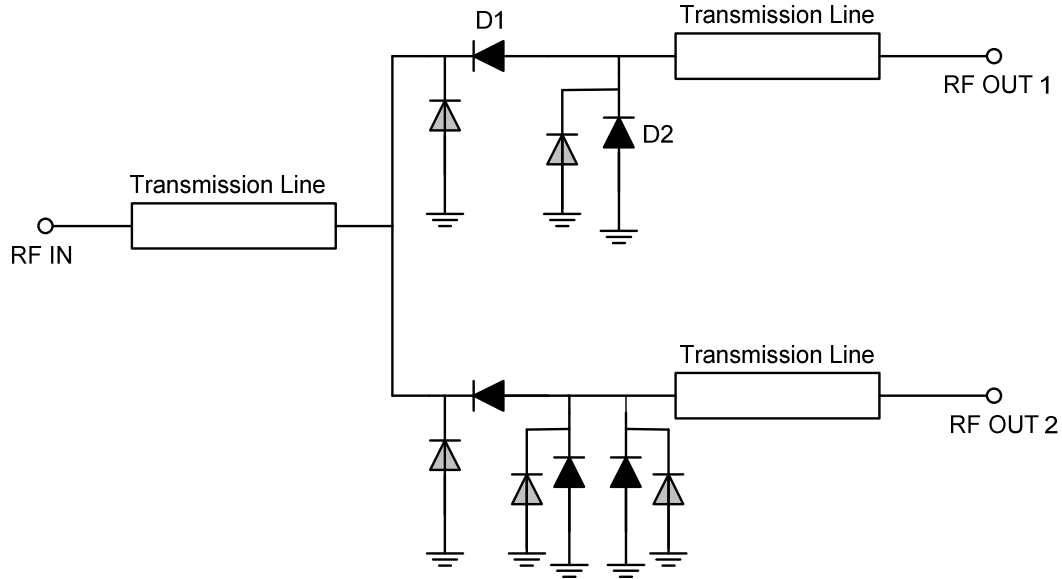 D1
Transmission Line
RF OUT 1
D2
Transmission Line
RF IN
Transmission Line
RF OUT 2